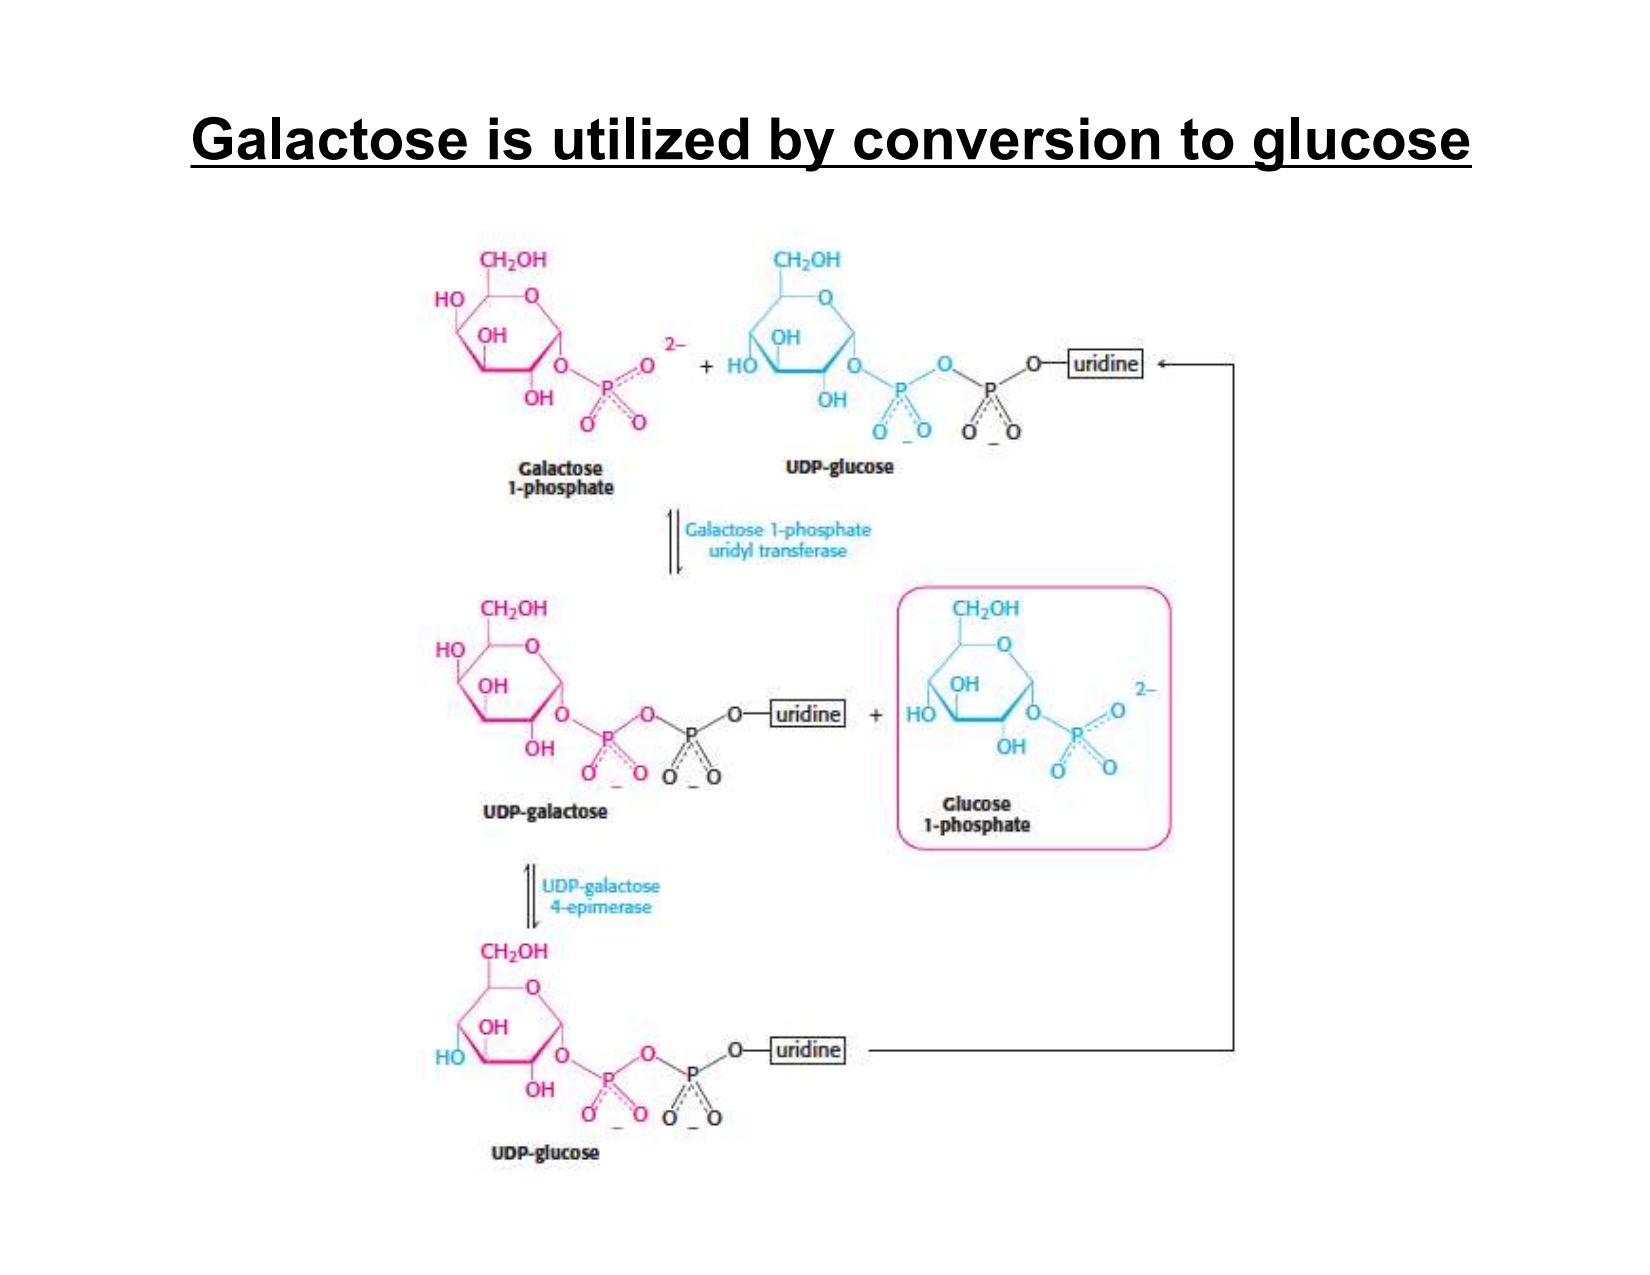 Galactose is utilized by conversion to glucose
CH₂OH
HO
O
OH
O
OH
P
O
O
O
2–
+
CH₂OH
O
OH
HO
O
OH
P
O
O
O
–
P
O
O
–
O
uridine
Galactose
1-phosphate
UDP-glucose
Galactose 1-phosphate
uridyl transferase
CH₂OH
HO
O
OH
O
OH
P
O
O
O
–
P
O
O
–
O
uridine
+
CH₂OH
O
OH
HO
O
OH
P
O
O
O
2–
UDP-galactose
Glucose
1-phosphate
UDP-galactose
4-epimerase
CH₂OH
O
OH
HO
O
OH
P
O
O
O
–
P
O
O
–
O
uridine
UDP-glucose